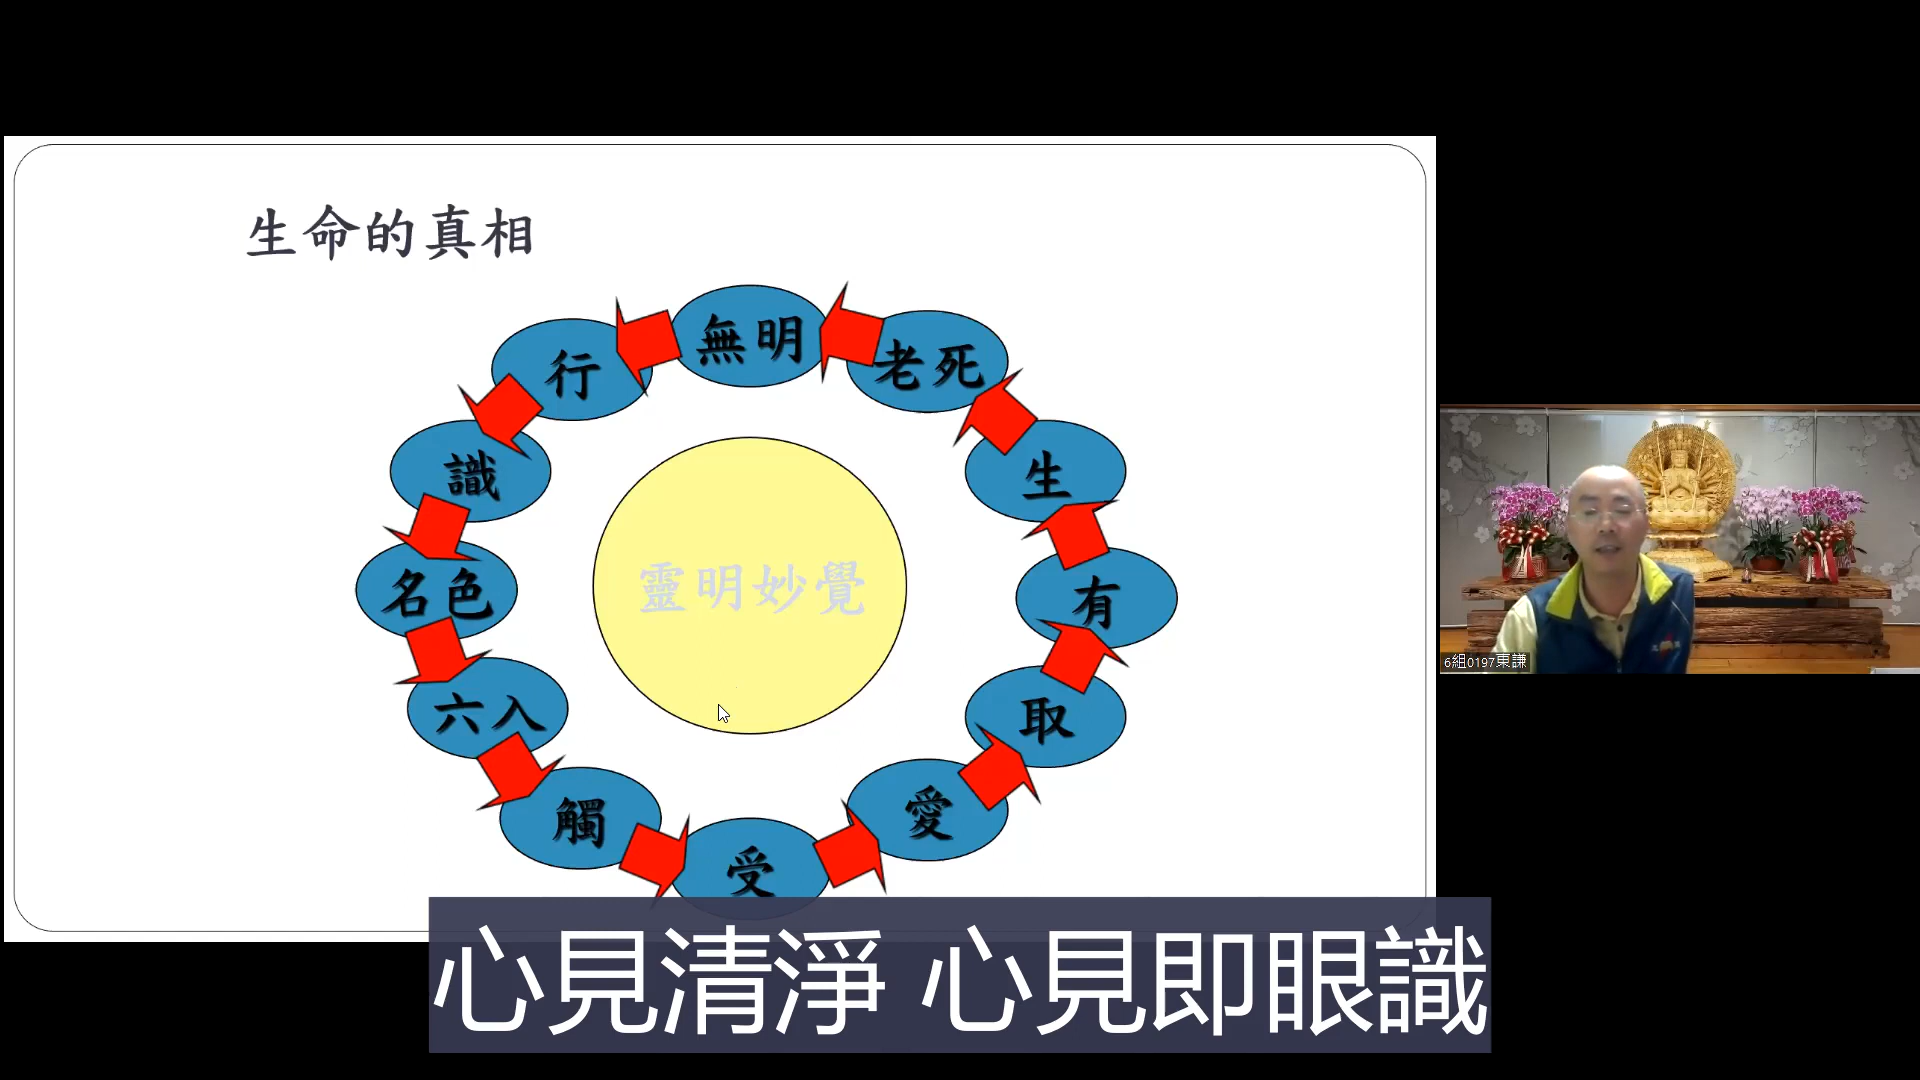 生命的真相
無明
老死
行
生
識
有
名色
靈明妙覺
取
六入
愛
觸
受
6組0197東謙
心見清淨 心見即眼識